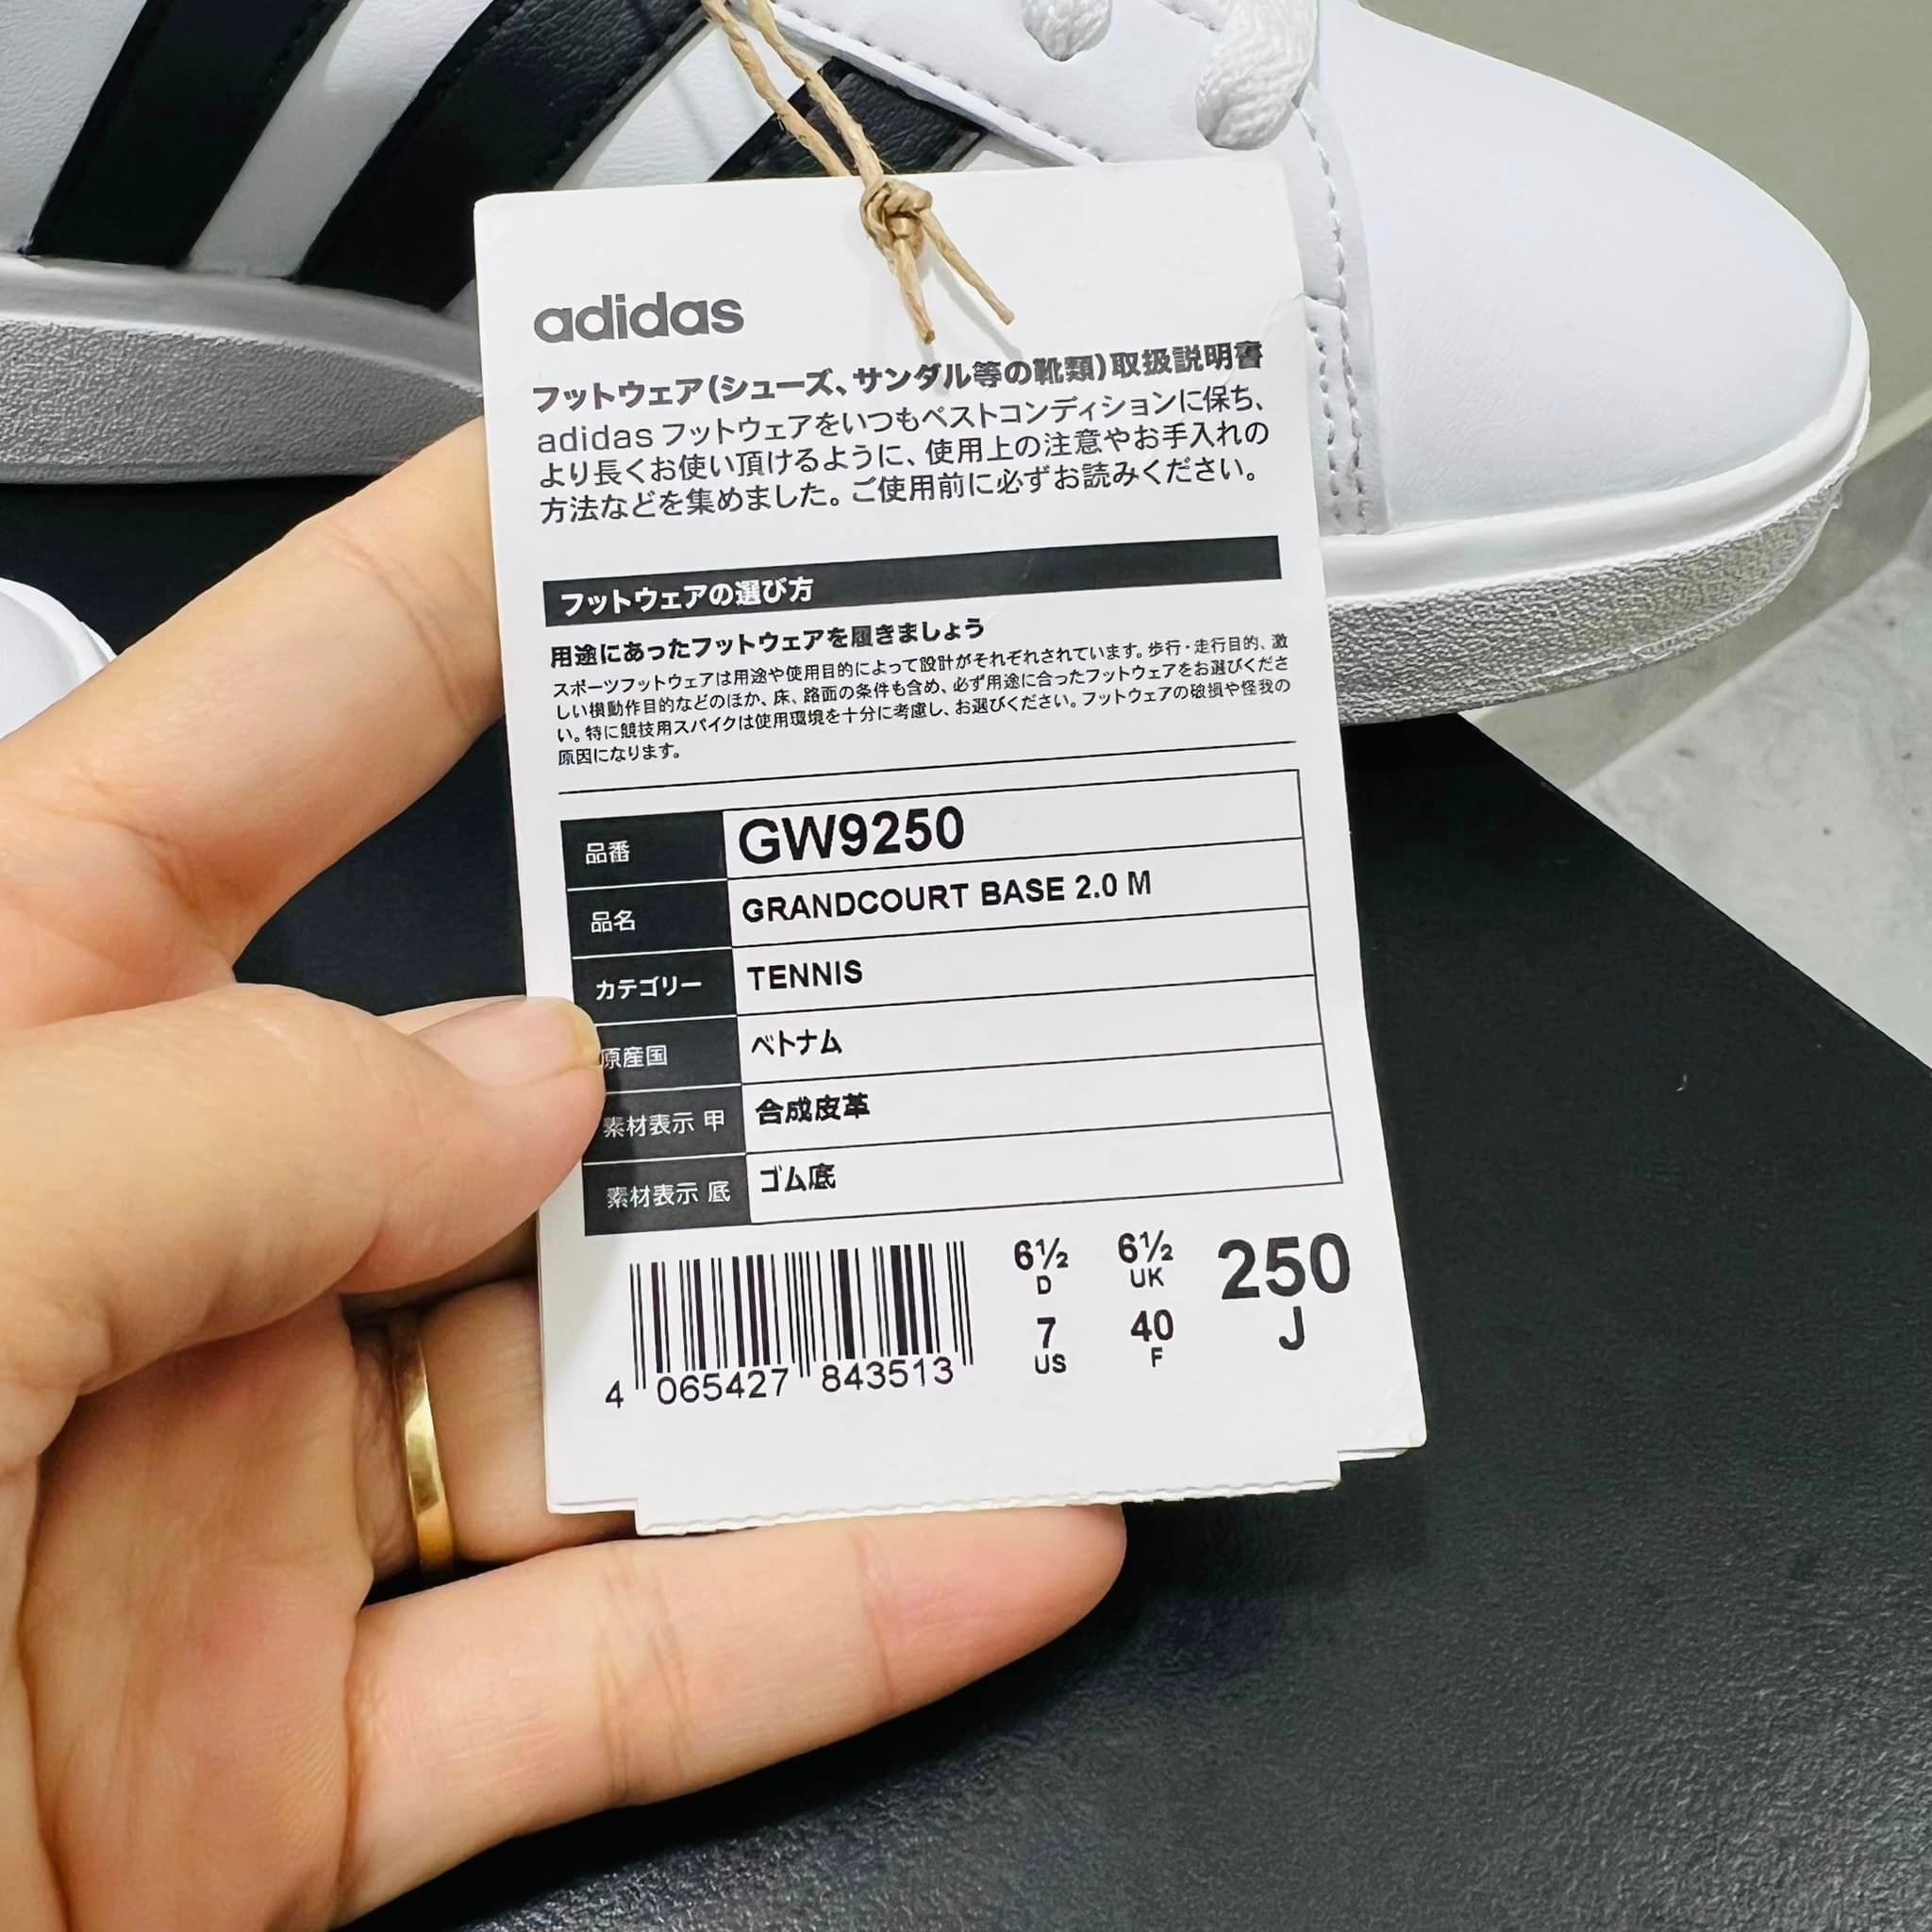 adidas
フットウェア(シューズ、サンダル等の靴類)取扱説明書
adidas フットウェアをいつもベストコンディションに保ち、
より長くお使い頂けるように、使用上の注意やお手入れの
方法などを集めました。ご使用前に必ずお読みください。
フットウェアの選び方
用途にあったフットウェアを履きましょう
スポーツフットウェアは用途や使用目的によって設計がそれぞれされています。歩行・走行目的、激
しい横動作目的などのほか、床、路面の条件も含め、必ず用途に合ったフットウェアをお選びくださ
い。特に競技用スパイクは使用環境を十分に考慮し、お選びください。フットウェアの破損や怪我の
原因になります。
品番 GW9250
品名 GRANDCOURT BASE 2.0 M
カテゴリー TENNIS
原産国 ベトナム
素材表示 甲 合成皮革
素材表示 底 ゴム底
6½ 6½ 250
D UK J
7 40
US F
4 065427 843513